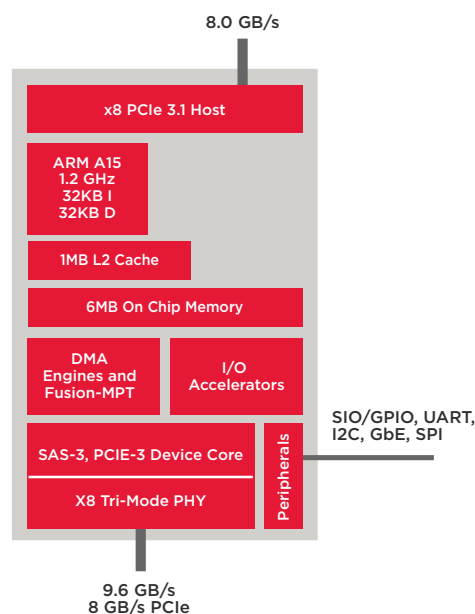 8.0 GB/s
x8 PCIe 3.1 Host
ARM A15
1.2 GHz
32KB I
32KB D
1MB L2 Cache
6MB On Chip Memory
DMA
Engines and
Fusion-MPT
I/O
Accelerators
SAS-3, PCIE-3 Device Core
X8 Tri-Mode PHY
Peripherals
SIO/GPIO, UART,
I2C, GbE, SPI
9.6 GB/s
8 GB/s PCIe